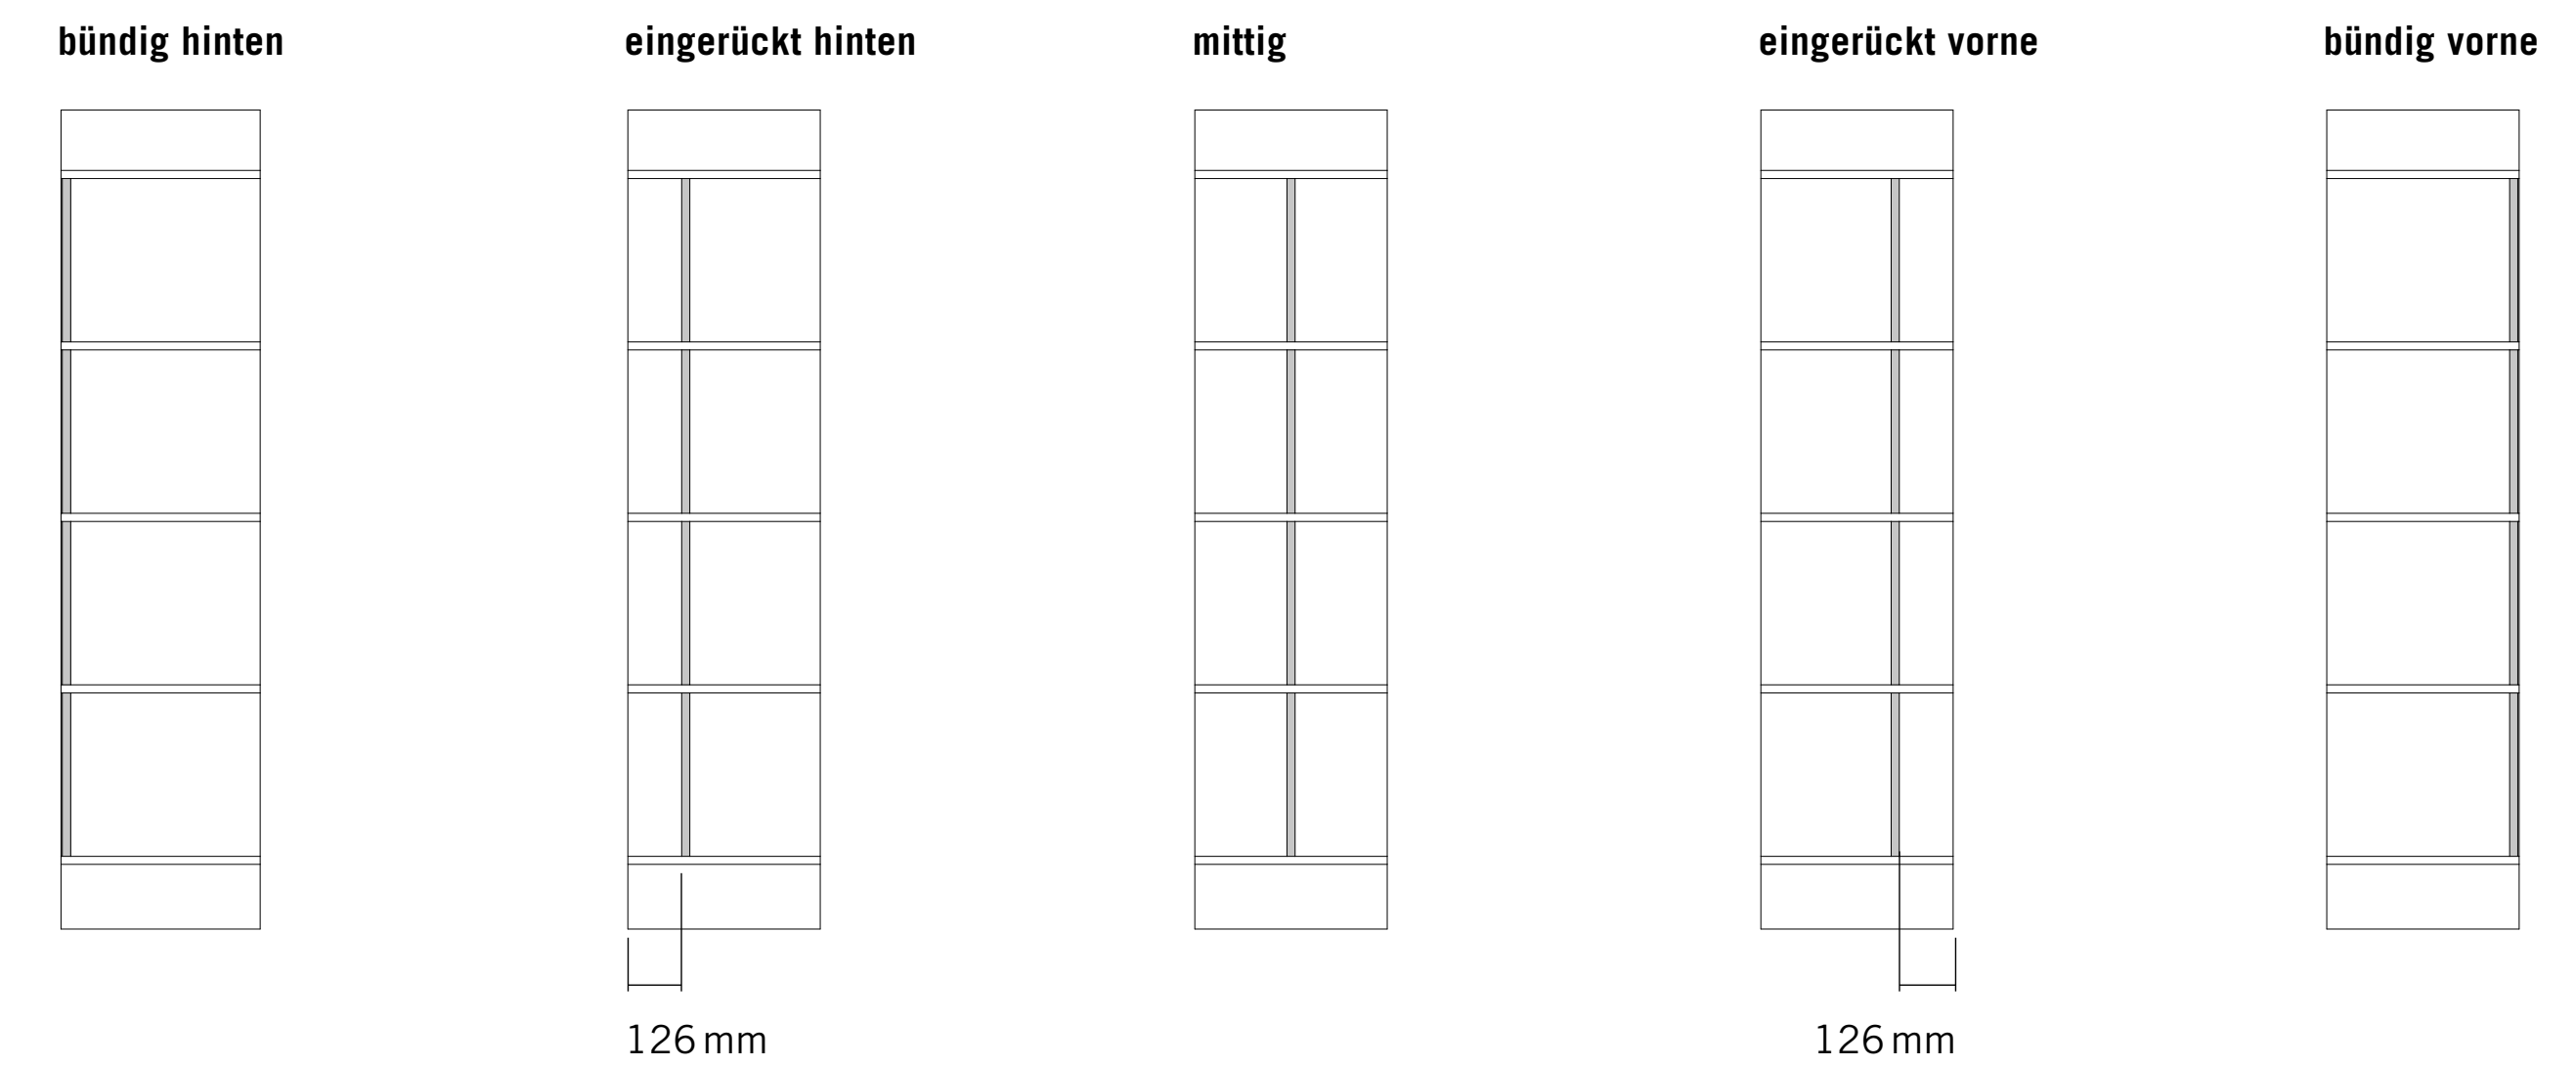 bündig hinten
eingerückt hinten
mittig
eingerückt vorne
bündig vorne
126 mm
126 mm